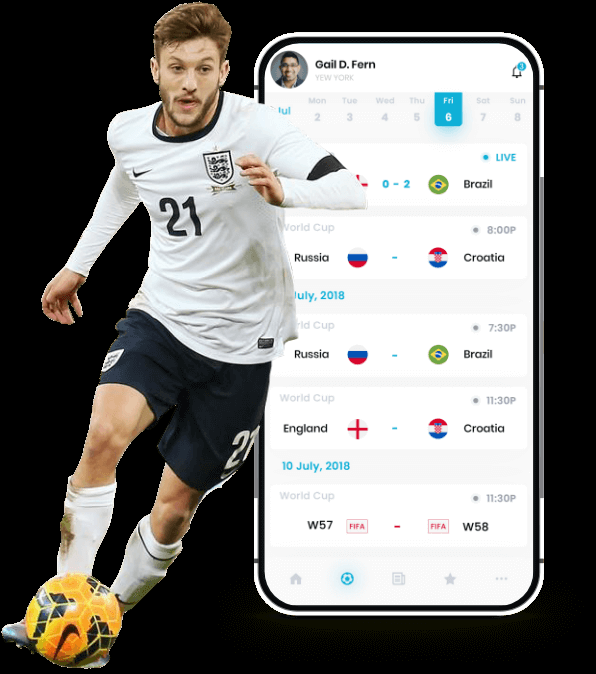 Gail D. Fern
YEW YORK
3
Jul
Mon Tue Wed Thu Fri Sat Sun
2 3 4 5 6 7 8
LIVE
0 - 2 Brazil
World Cup 8:00P
Russia - Croatia
July, 2018
World Cup 7:30P
Russia - Brazil
World Cup 11:30P
England - Croatia
10 July, 2018
World Cup 11:30P
W57 FIFA - FIFA W58
21
21